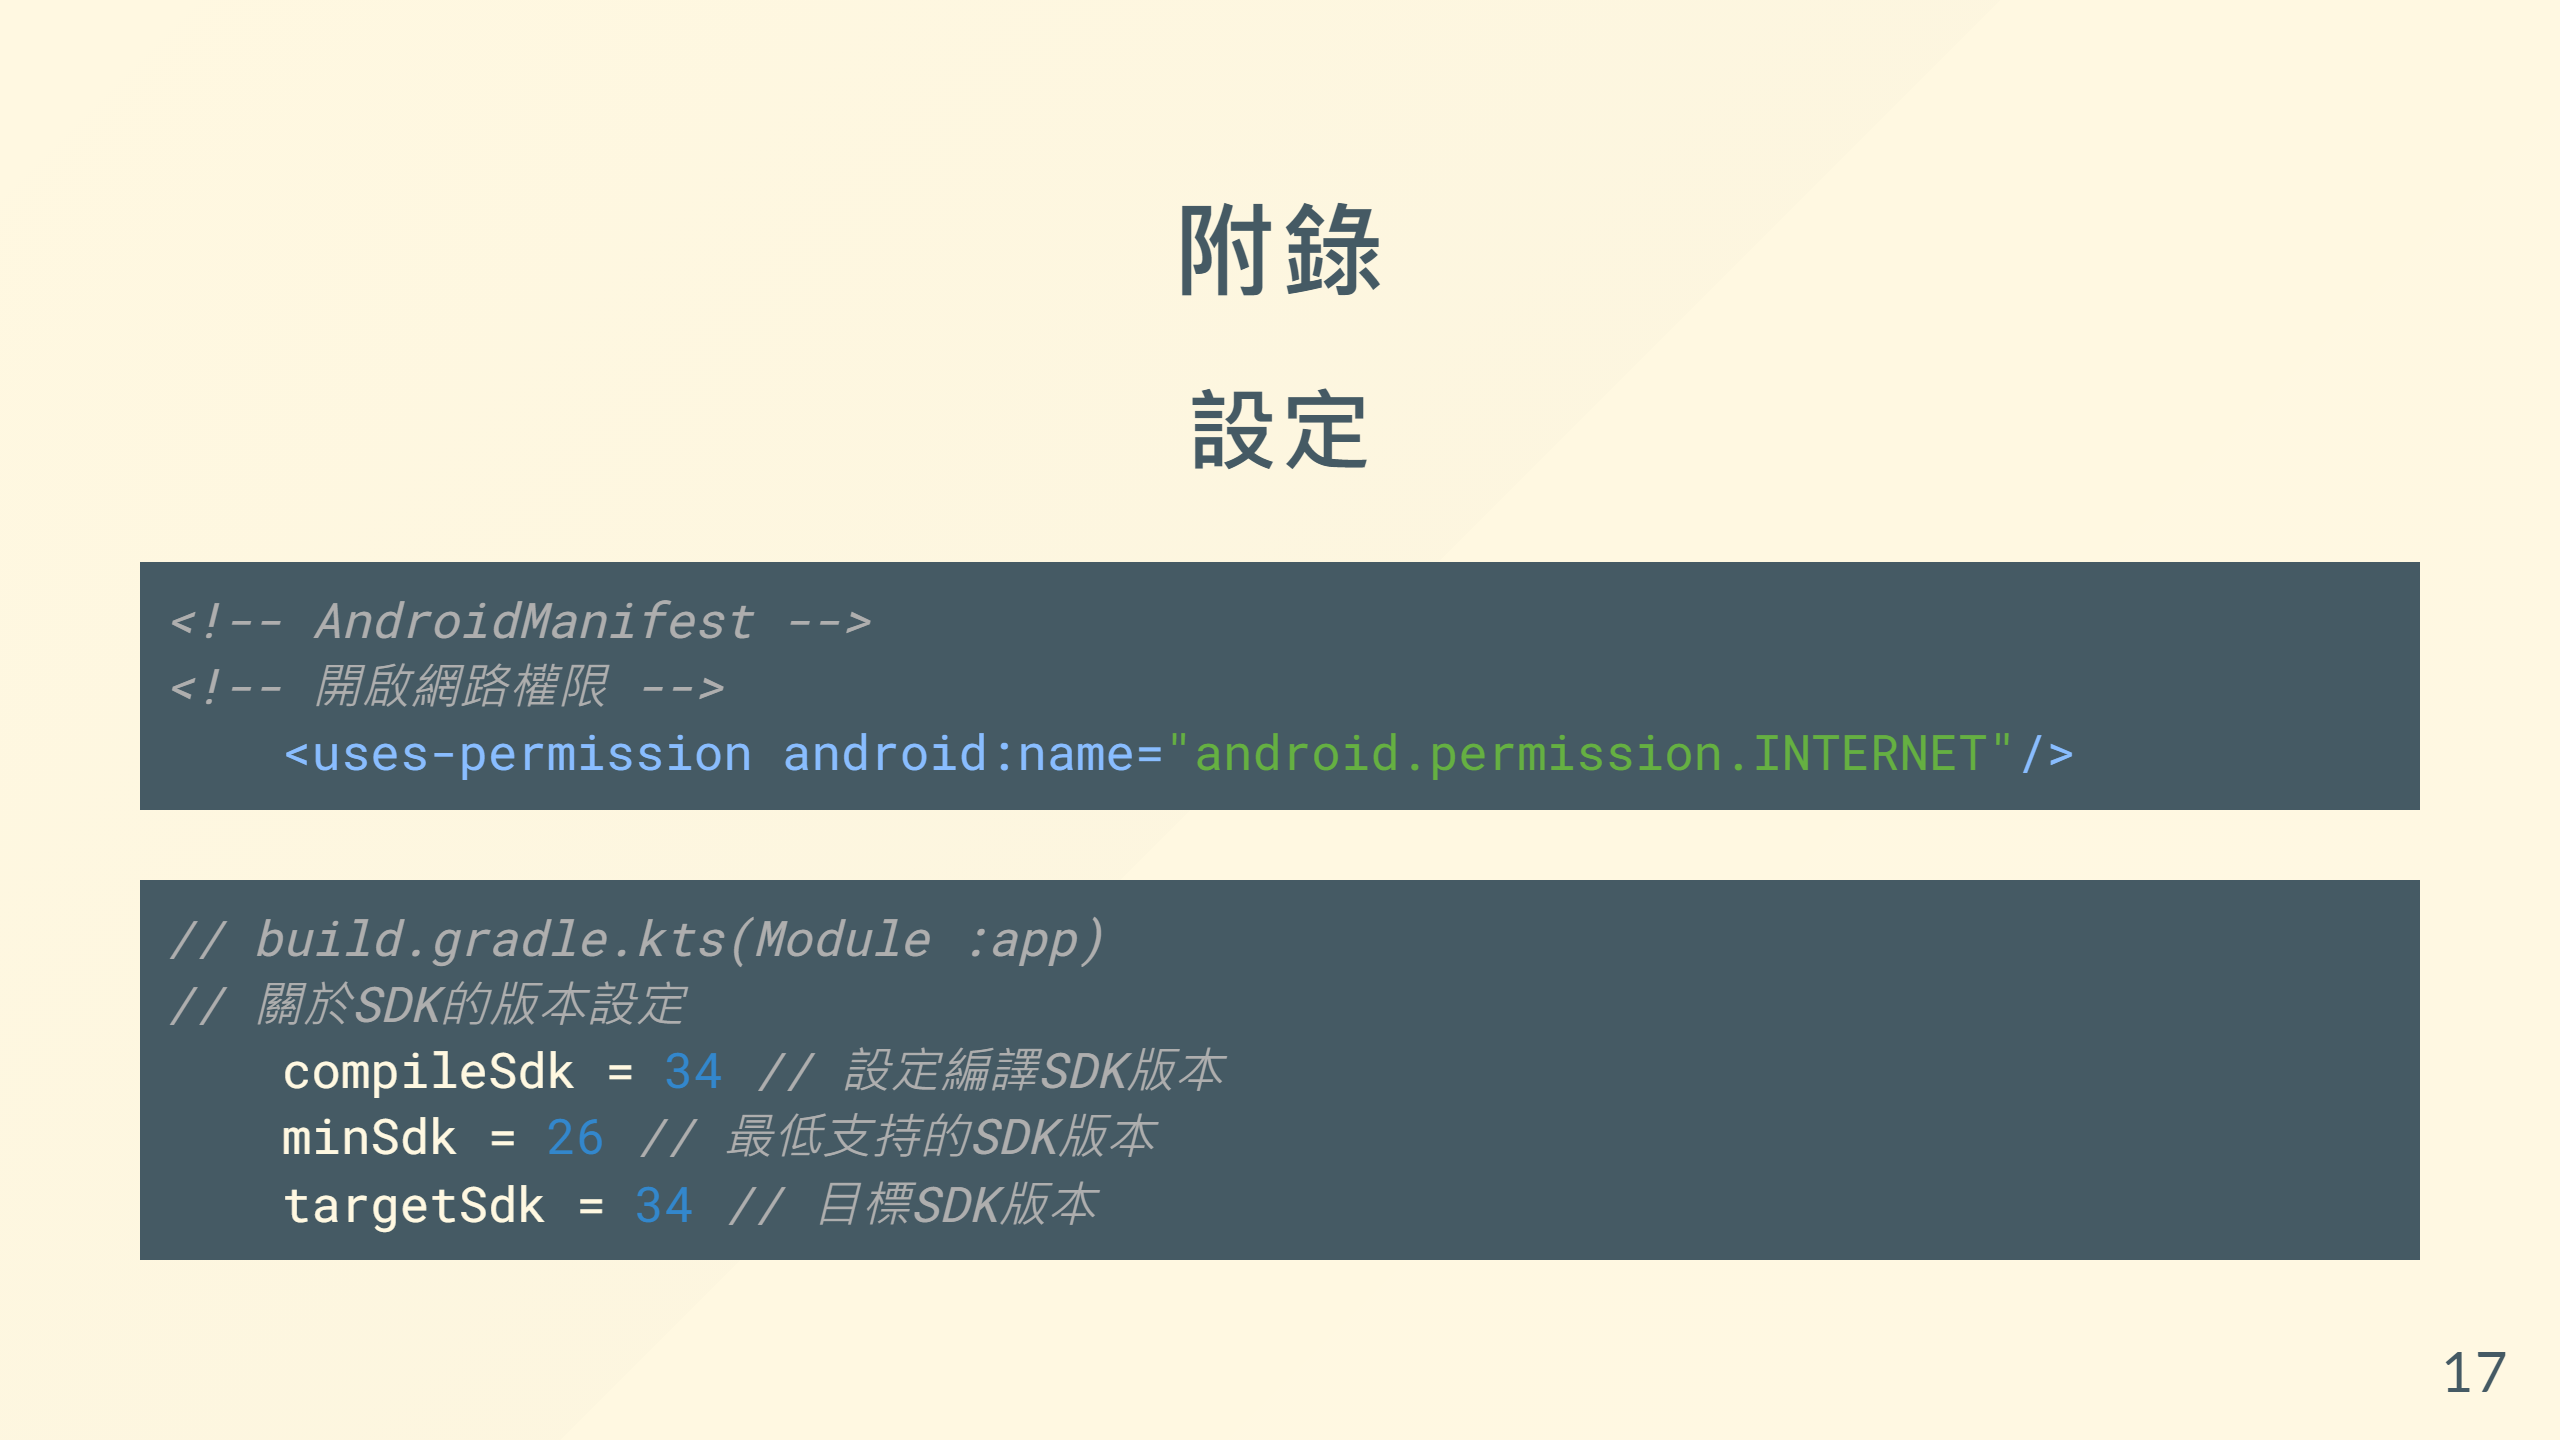 附錄
設定
<!-- AndroidManifest -->
<!-- 開啟網路權限 -->
    <uses-permission android:name="android.permission.INTERNET"/>
// build.gradle.kts(Module :app)
// 關於SDK的版本設定
    compileSdk = 34 // 設定編譯SDK版本
    minSdk = 26 // 最低支持的SDK版本
    targetSdk = 34 // 目標SDK版本
17